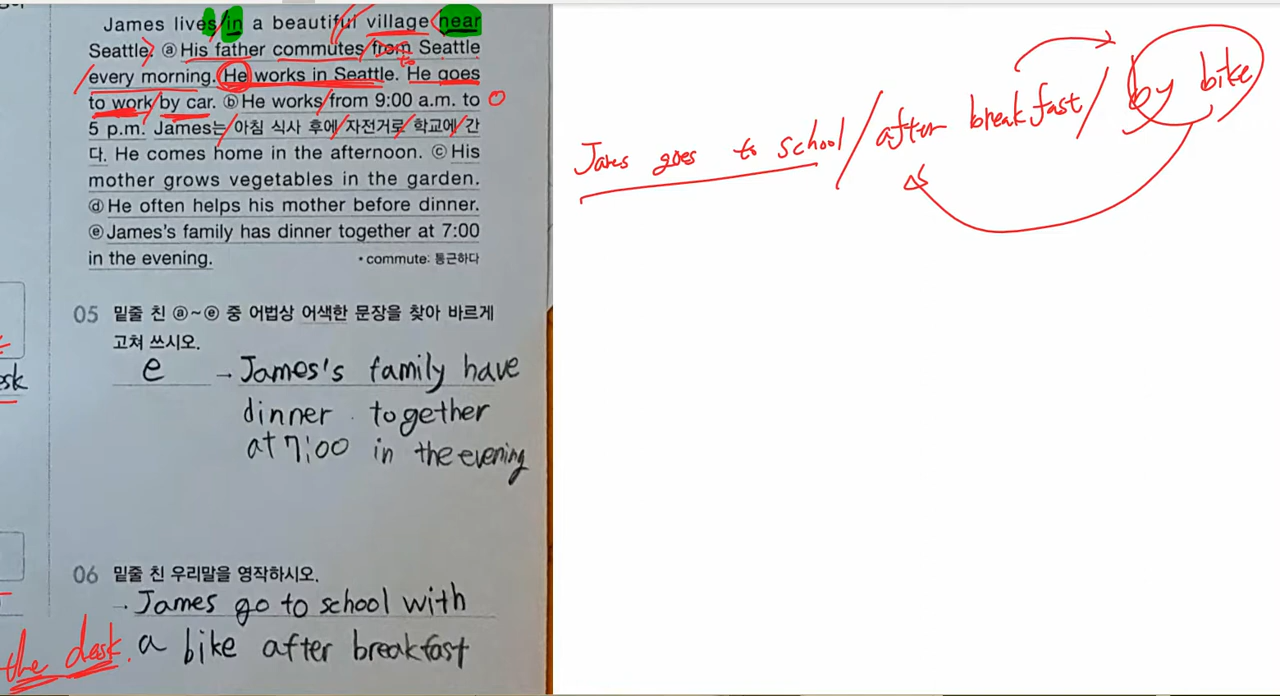 James lives in a beautiful village near
Seattle. ⓐ His father commutes from Seattle
every morning. He works in Seattle. He goes
to work by car. ⓑ He works from 9:00 a.m. to
5 p.m. James는 아침 식사 후에 자전거로 학교에 간
다. He comes home in the afternoon. ⓒ His
mother grows vegetables in the garden.
ⓓ He often helps his mother before dinner.
ⓔ James's family has dinner together at 7:00
in the evening.
• commute: 통근하다
05 밑줄 친 ⓐ~ⓔ 중 어법상 어색한 문장을 찾아 바르게
고쳐 쓰시오.
e → James's family have
dinner together
at 7:00 in the evening
06 밑줄 친 우리말을 영작하시오.
→ James go to school with
a bike after breakfast
the desk.
esk
James goes to school / after breakfast / by bike